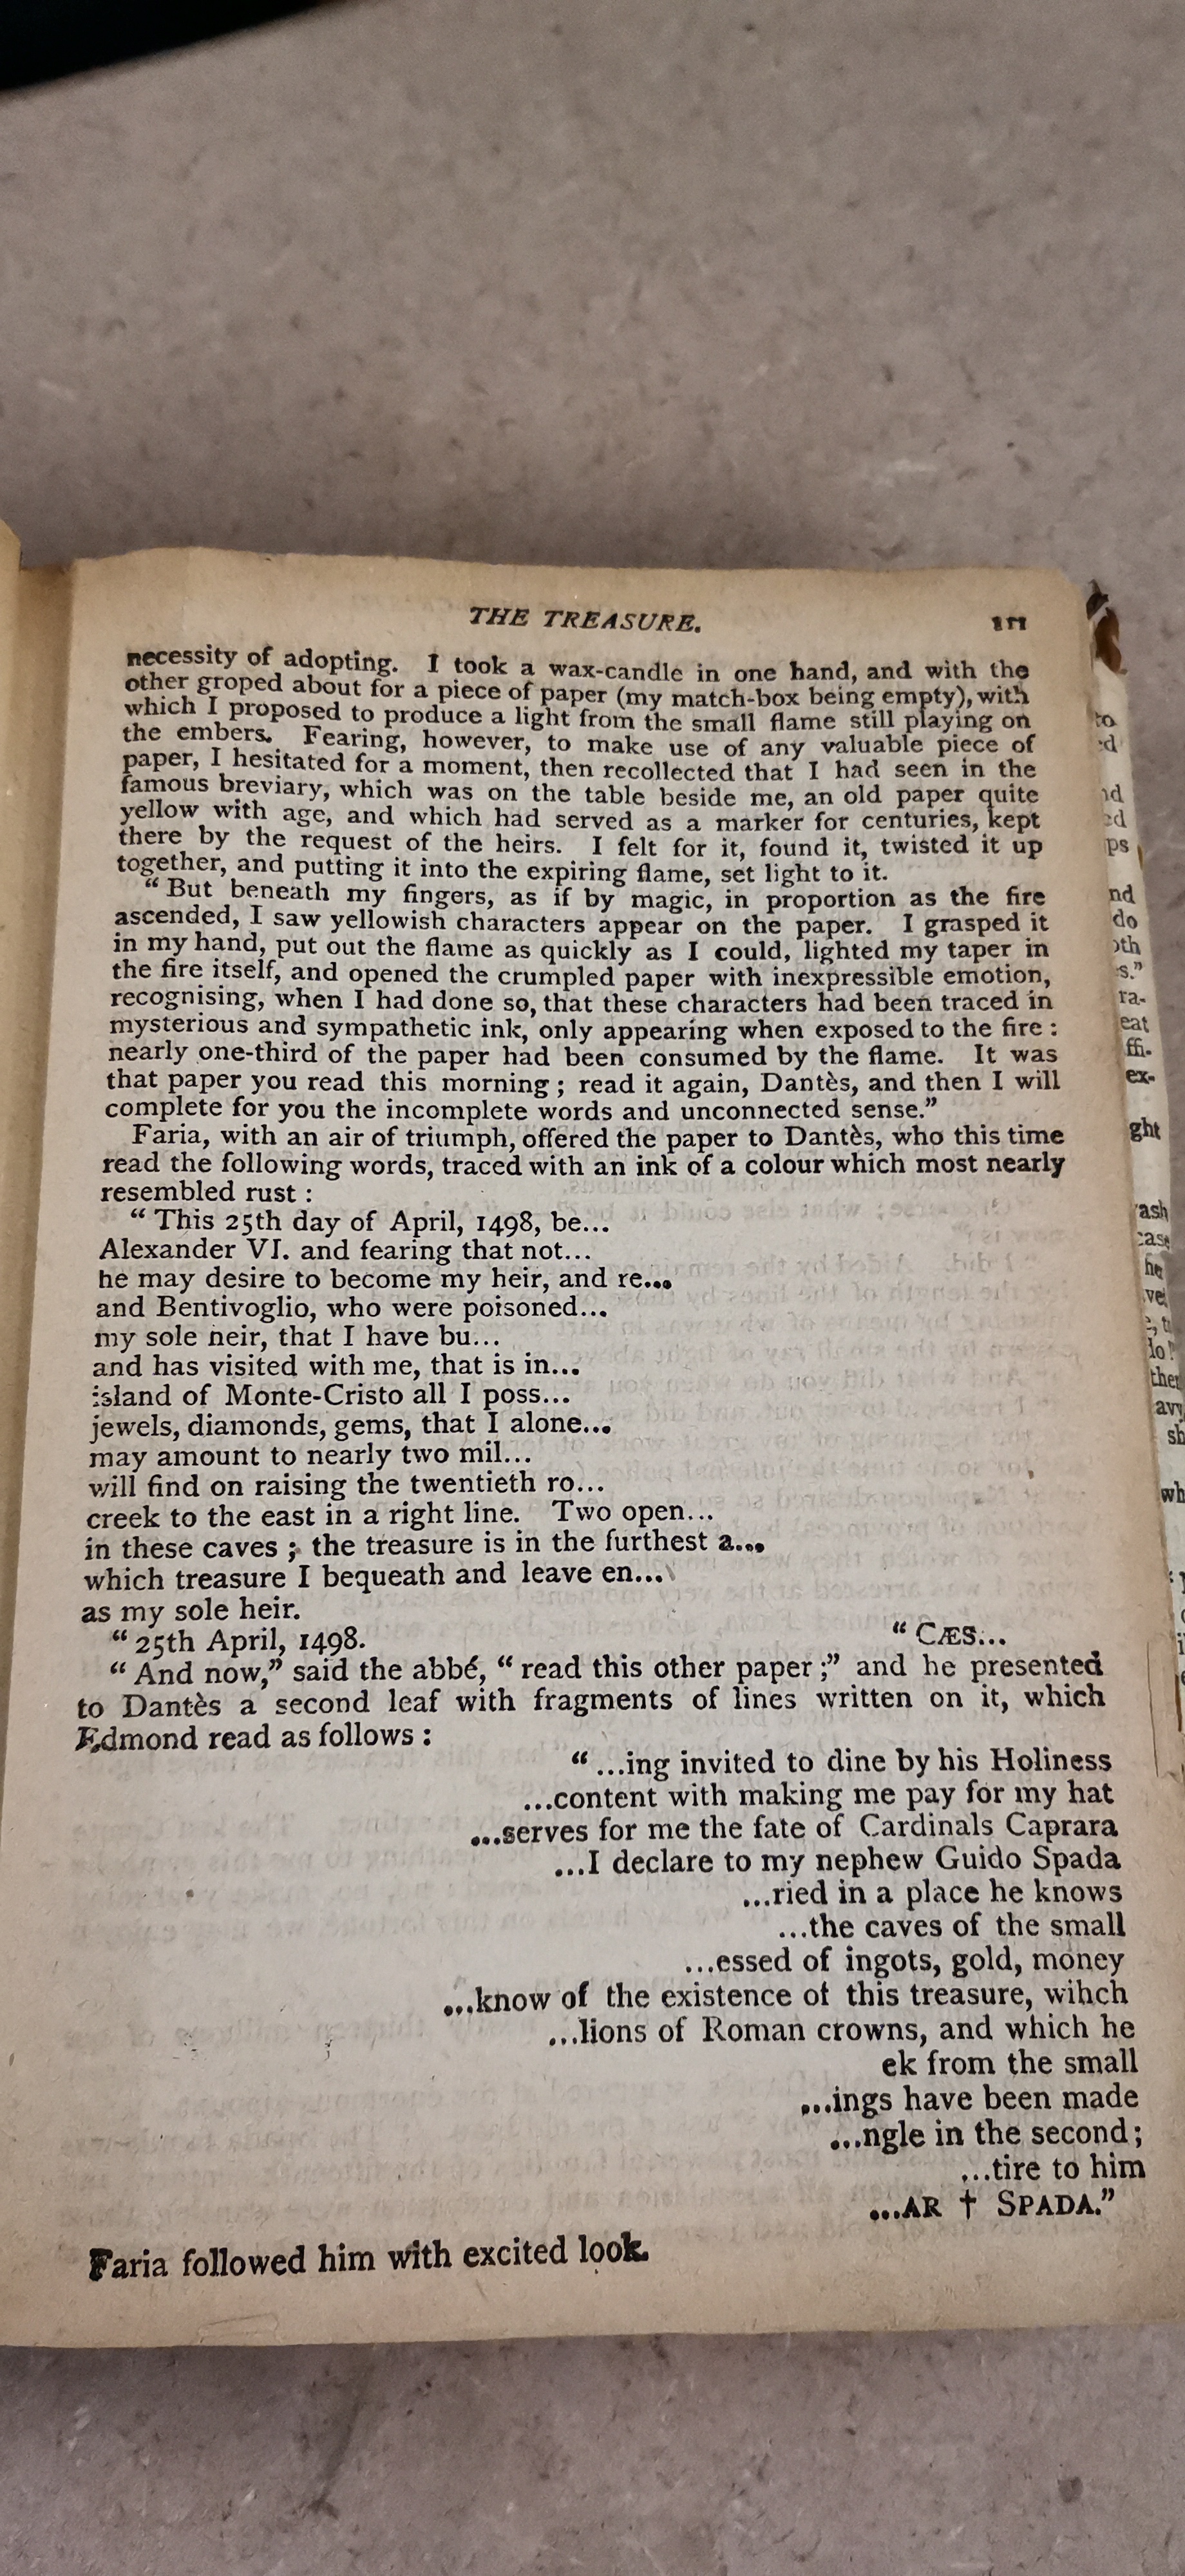 THE TREASURE. 111
necessity of adopting. I took a wax-candle in one hand, and with the
other groped about for a piece of paper (my match-box being empty), with
which I proposed to produce a light from the small flame still playing on
the embers. Fearing, however, to make use of any valuable piece of
paper, I hesitated for a moment, then recollected that I had seen in the
famous breviary, which was on the table beside me, an old paper quite
yellow with age, and which had served as a marker for centuries, kept
there by the request of the heirs. I felt for it, found it, twisted it up
together, and putting it into the expiring flame, set light to it.
“But beneath my fingers, as if by magic, in proportion as the fire
ascended, I saw yellowish characters appear on the paper. I grasped it
in my hand, put out the flame as quickly as I could, lighted my taper in
the fire itself, and opened the crumpled paper with inexpressible emotion,
recognising, when I had done so, that these characters had been traced in
mysterious and sympathetic ink, only appearing when exposed to the fire :
nearly one-third of the paper had been consumed by the flame. It was
that paper you read this morning ; read it again, Dantès, and then I will
complete for you the incomplete words and unconnected sense.”
Faria, with an air of triumph, offered the paper to Dantès, who this time
read the following words, traced with an ink of a colour which most nearly
resembled rust :
“This 25th day of April, 1498, be...
Alexander VI. and fearing that not...
he may desire to become my heir, and re...
and Bentivoglio, who were poisoned...
my sole neir, that I have bu...
and has visited with me, that is in...
island of Monte-Cristo all I poss...
jewels, diamonds, gems, that I alone...
may amount to nearly two mil...
will find on raising the twentieth ro...
creek to the east in a right line. Two open...
in these caves ; the treasure is in the furthest a...
which treasure I bequeath and leave en...
as my sole heir.
“25th April, 1498. “CÆS...
“And now,” said the abbé, “read this other paper ;” and he presented
to Dantès a second leaf with fragments of lines written on it, which
Edmond read as follows :
“...ing invited to dine by his Holiness
...content with making me pay for my hat
...serves for me the fate of Cardinals Caprara
...I declare to my nephew Guido Spada
...ried in a place he knows
...the caves of the small
...essed of ingots, gold, money
...know of the existence of this treasure, wihch
...lions of Roman crowns, and which he
ek from the small
...ings have been made
...ngle in the second ;
...tire to him
...AR † SPADA.”
Faria followed him with excited look.